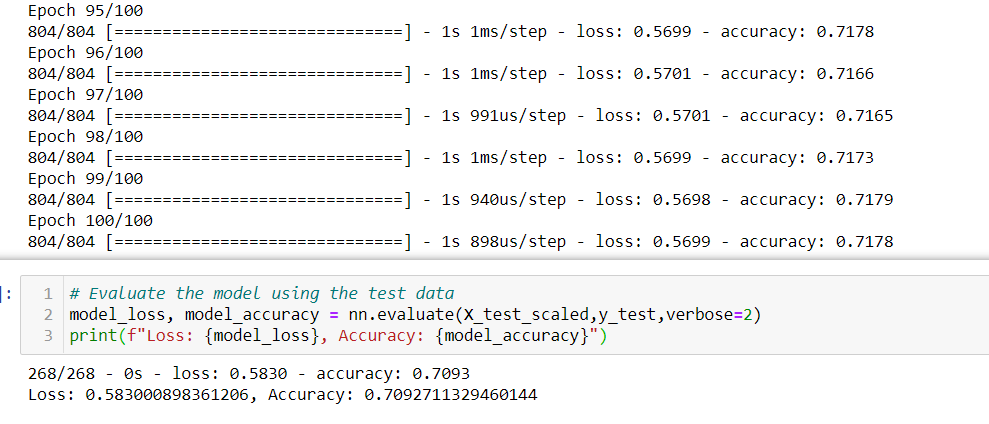 Epoch 95/100
804/804 [==============================] - 1s 1ms/step - loss: 0.5699 - accuracy: 0.7178
Epoch 96/100
804/804 [==============================] - 1s 1ms/step - loss: 0.5701 - accuracy: 0.7166
Epoch 97/100
804/804 [==============================] - 1s 991us/step - loss: 0.5701 - accuracy: 0.7165
Epoch 98/100
804/804 [==============================] - 1s 1ms/step - loss: 0.5699 - accuracy: 0.7173
Epoch 99/100
804/804 [==============================] - 1s 940us/step - loss: 0.5698 - accuracy: 0.7179
Epoch 100/100
804/804 [==============================] - 1s 898us/step - loss: 0.5699 - accuracy: 0.7178
]: 1 # Evaluate the model using the test data
2 model_loss, model_accuracy = nn.evaluate(X_test_scaled,y_test,verbose=2)
3 print(f"Loss: {model_loss}, Accuracy: {model_accuracy}")
268/268 - 0s - loss: 0.5830 - accuracy: 0.7093
Loss: 0.583000898361206, Accuracy: 0.7092711329460144